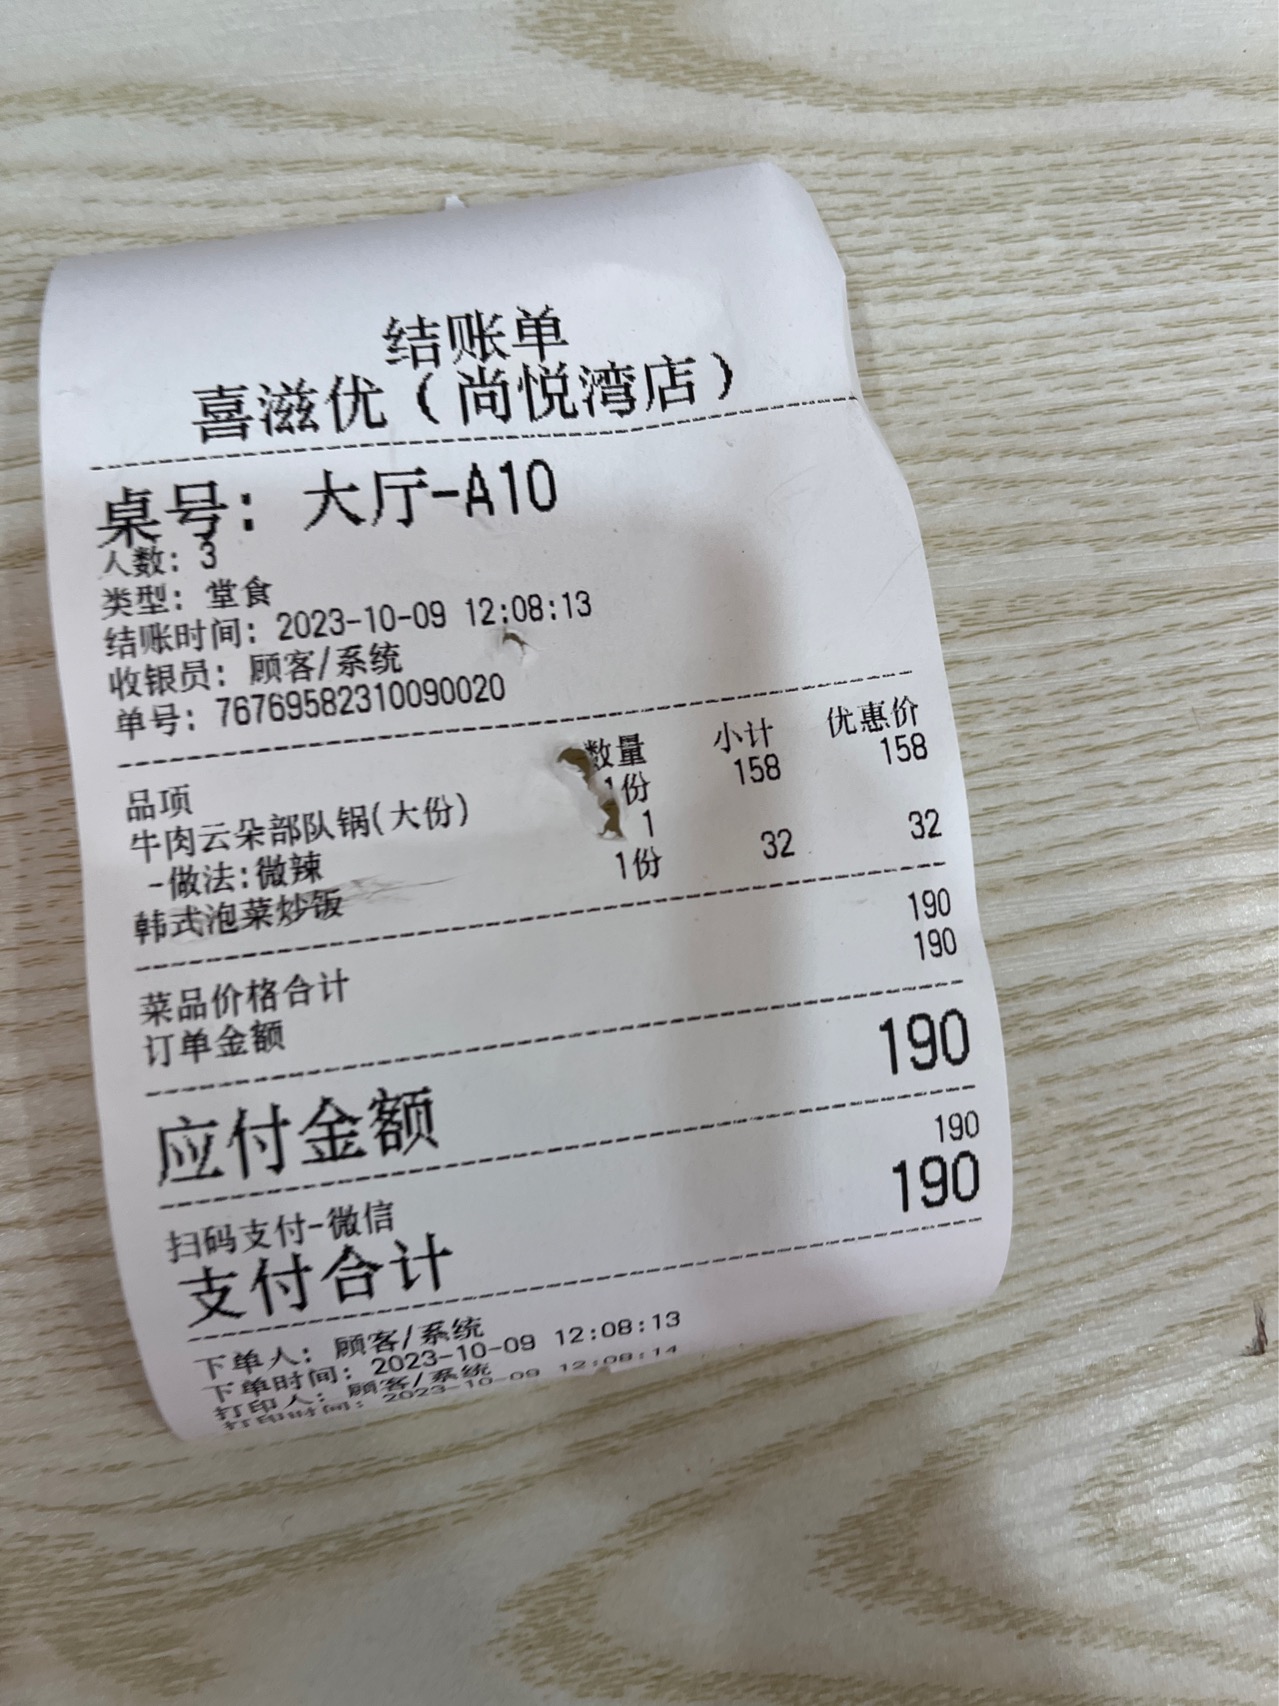 结账单
喜滋优（尚悦湾店）
桌号：大厅-A10
人数：3
类型：堂食
结账时间：2023-10-09 12:08:13
收银员：顾客/系统
单号：76769582310090020
品项 数量 小计 优惠价
牛肉云朵部队锅(大份) 1份 158 158
-做法:微辣 1
韩式泡菜炒饭 1份 32 32
菜品价格合计 190
订单金额 190
应付金额 190
扫码支付-微信 190
支付合计 190
下单人：顾客/系统
下单时间：2023-10-09 12:08:13
打印人：顾客/系统
打印时间：2023-10-09 12:08:14